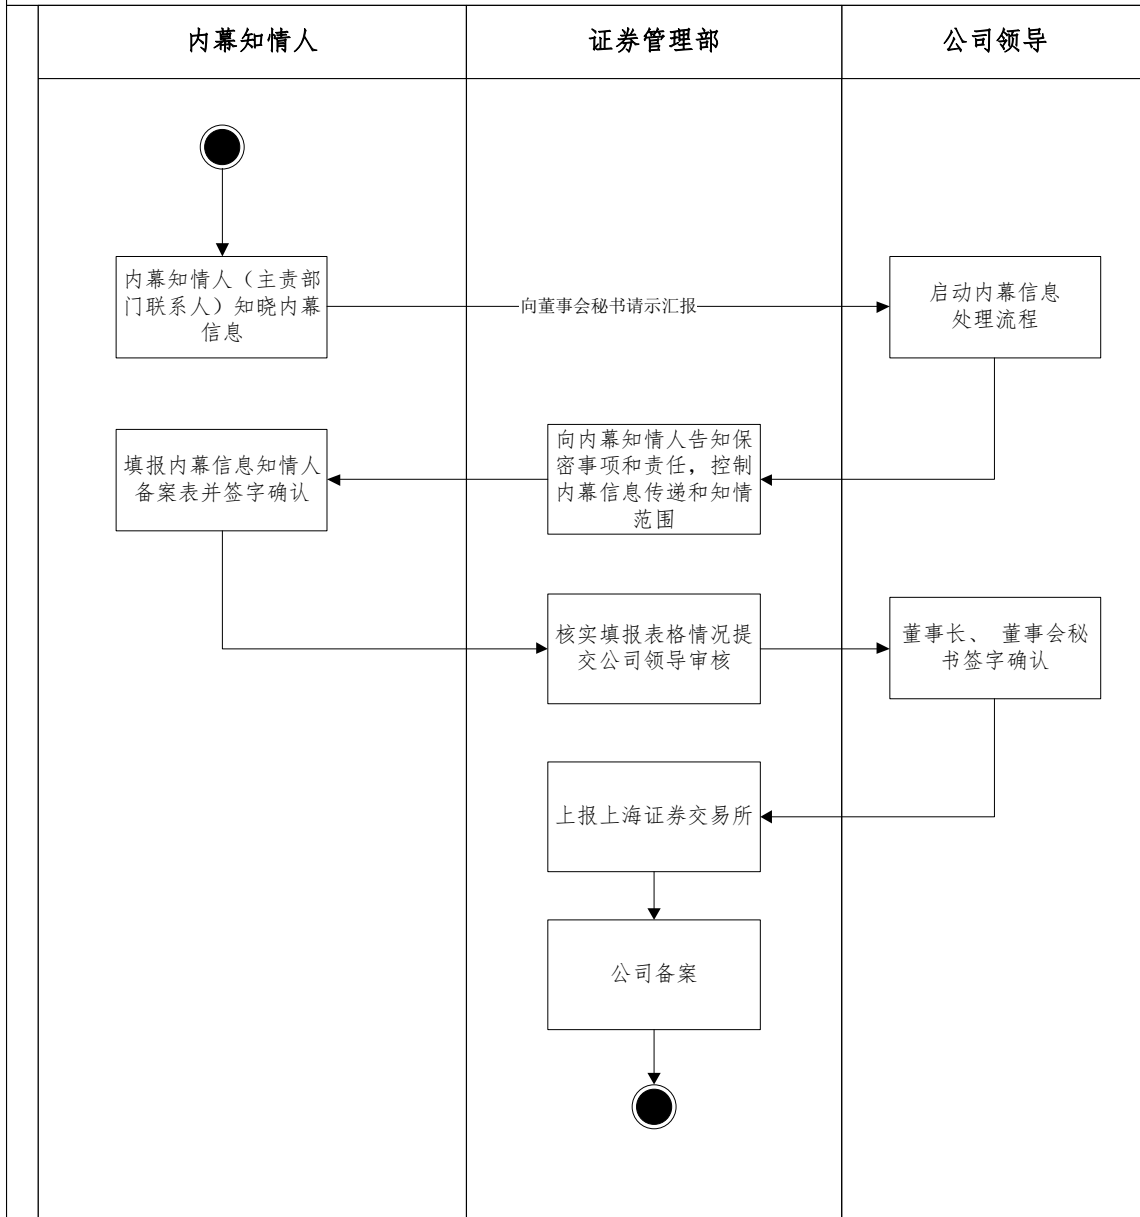 内幕知情人
证券管理部
公司领导
内幕知情人（主责部
门联系人）知晓内幕
信息
向董事会秘书请示汇报
启动内幕信息
处理流程
填报内幕信息知情人
备案表并签字确认
向内幕知情人告知保
密事项和责任，控制
内幕信息传递和知情
范围
核实填报表格情况提
交公司领导审核
董事长、 董事会秘
书签字确认
上报上海证券交易所
公司备案